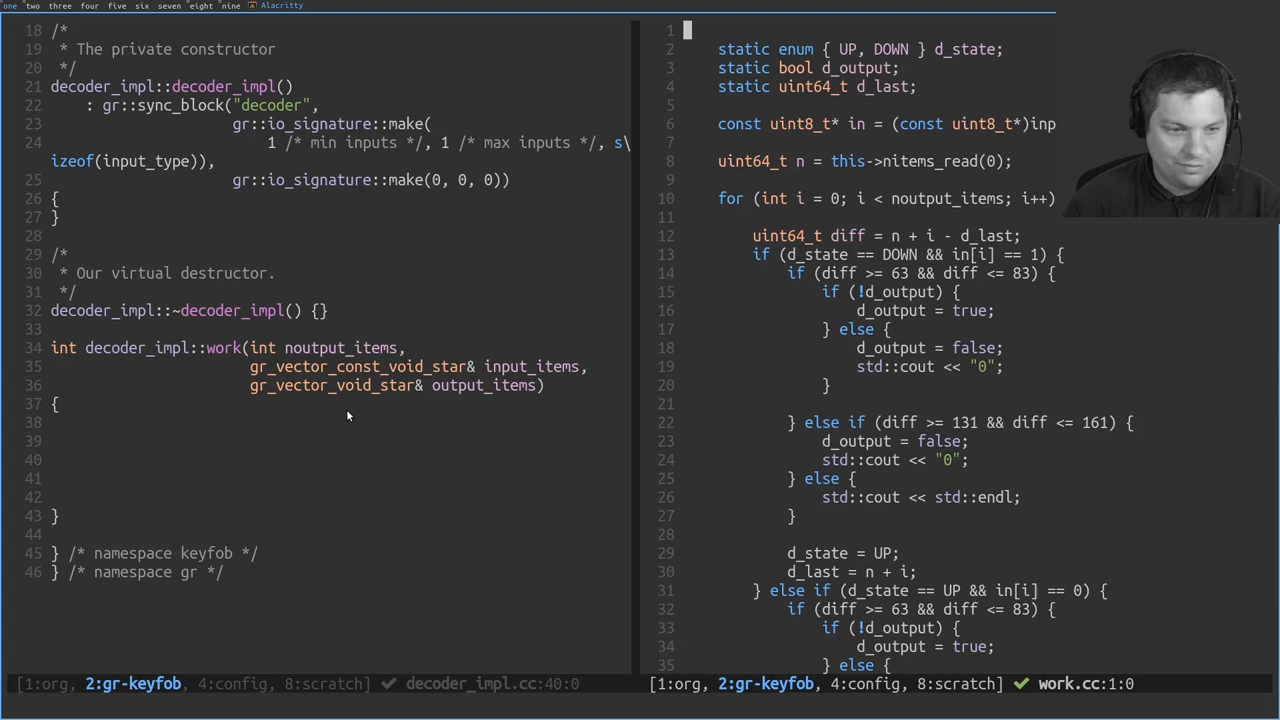 one two three four five six seven eight nine Alacritty
18 /*
19  * The private constructor
20  */
21 decoder_impl::decoder_impl()
22     : gr::sync_block("decoder",
23                      gr::io_signature::make(
24                          1 /* min inputs */, 1 /* max inputs */, s\
izeof(input_type)),
25                      gr::io_signature::make(0, 0, 0))
26 {
27 }
28
29 /*
30  * Our virtual destructor.
31  */
32 decoder_impl::~decoder_impl() {}
33
34 int decoder_impl::work(int noutput_items,
35                        gr_vector_const_void_star& input_items,
36                        gr_vector_void_star& output_items)
37 {
38
39
40
41
42
43 }
44
45 } /* namespace keyfob */
46 } /* namespace gr */
[1:org, 2:gr-keyfob, 4:config, 8:scratch] ✔ decoder_impl.cc:40:0
1
2     static enum { UP, DOWN } d_state;
3     static bool d_output;
4     static uint64_t d_last;
5
6     const uint8_t* in = (const uint8_t*)inp
7
8     uint64_t n = this->nitems_read(0);
9
10     for (int i = 0; i < noutput_items; i++)
11
12         uint64_t diff = n + i - d_last;
13         if (d_state == DOWN && in[i] == 1) {
14             if (diff >= 63 && diff <= 83) {
15                 if (!d_output) {
16                     d_output = true;
17                 } else {
18                     d_output = false;
19                     std::cout << "0";
20                 }
21
22             } else if (diff >= 131 && diff <= 161) {
23                 d_output = false;
24                 std::cout << "0";
25             } else {
26                 std::cout << std::endl;
27             }
28
29             d_state = UP;
30             d_last = n + i;
31         } else if (d_state == UP && in[i] == 0) {
32             if (diff >= 63 && diff <= 83) {
33                 if (!d_output) {
34                     d_output = true;
35                 } else {
[1:org, 2:gr-keyfob, 4:config, 8:scratch] ✔ work.cc:1:0